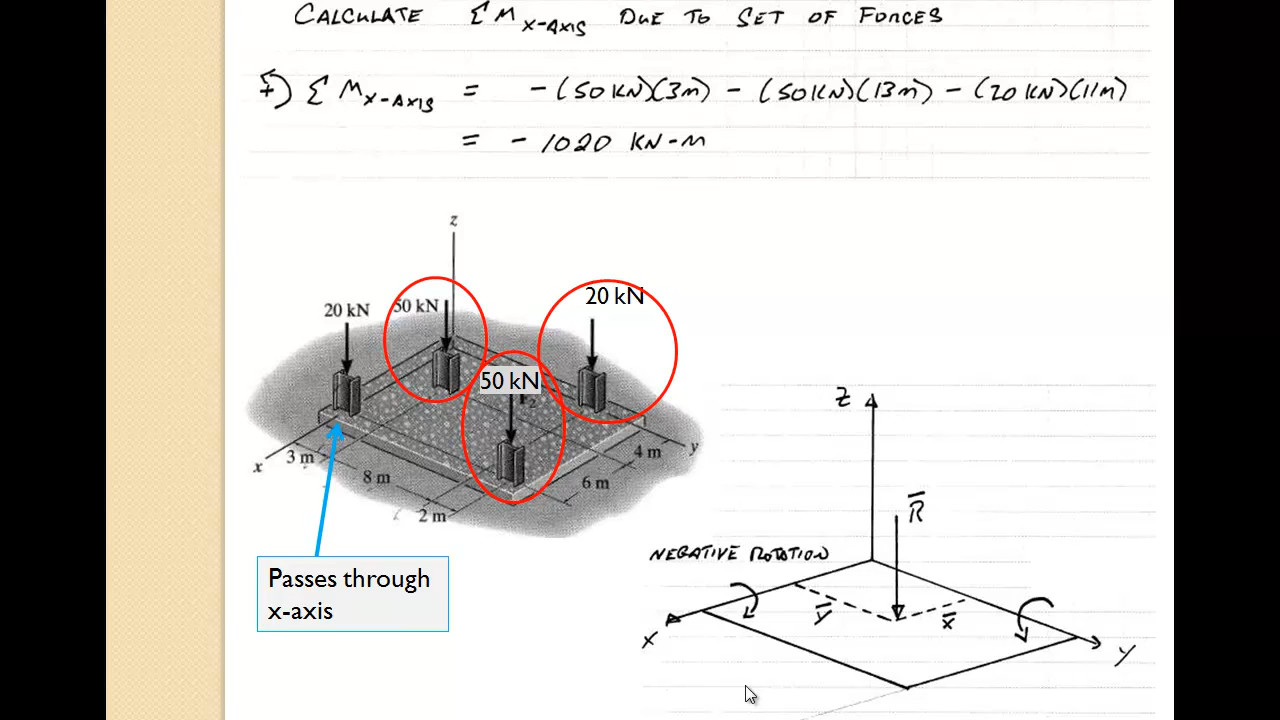 CALCULATE ΣM X-AXIS DUE TO SET OF FORCES
+) Σ M X-AXIS = -(50 KN)(3m) - (50 KN)(13m) - (20 KN)(11m)
= - 1020 KN-M
z
20 kN
50 kN
20 kN
50 kN
x
3 m
8 m
2 m
6 m
4 m
y
Passes through
x-axis
Z
R̅
NEGATIVE ROTATION
y̅
x̅
X
Y